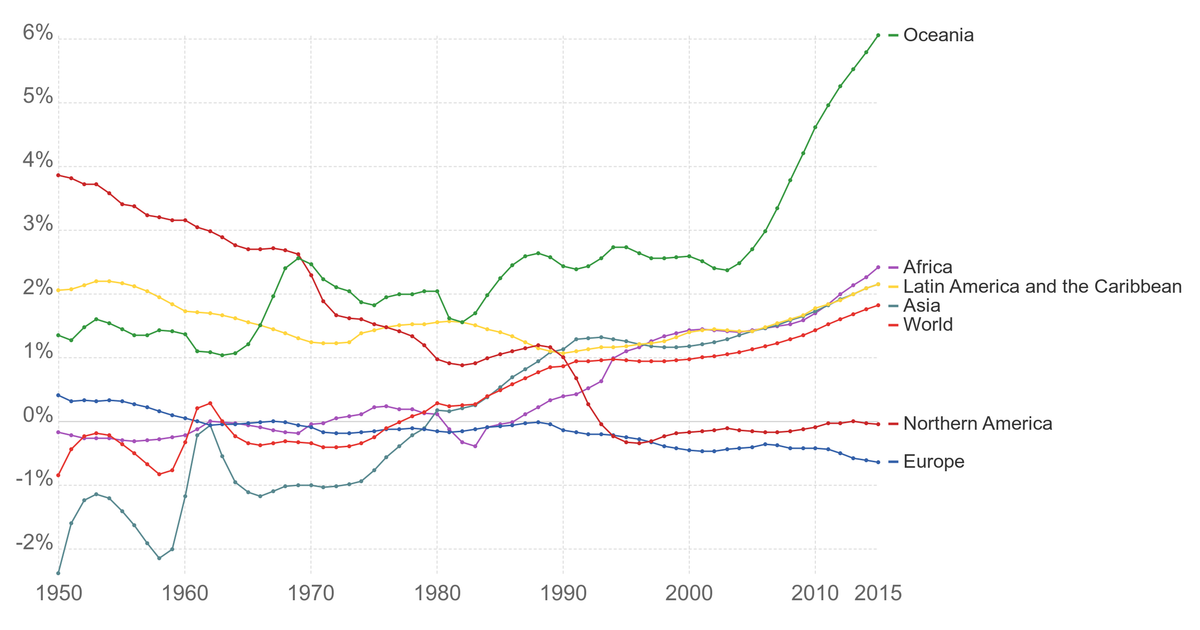 6%
5%
4%
3%
2%
1%
0%
-1%
-2%
1950 1960 1970 1980 1990 2000 2010 2015
Oceania
Africa
Latin America and the Caribbean
Asia
World
Northern America
Europe